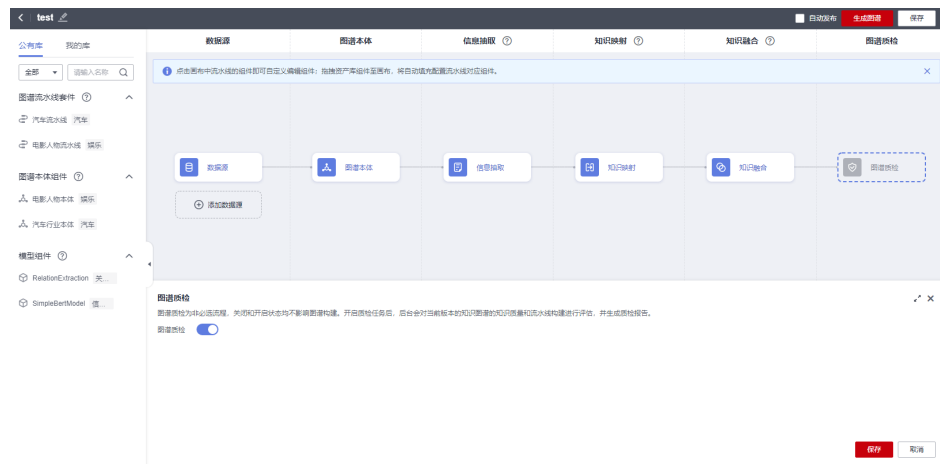 test
自动发布
生成图谱
保存
公有库
我的库
全部
请输入名称
图谱流水线套件
汽车流水线 汽车
电影人物流水线 娱乐
图谱本体组件
电影人物本体 娱乐
汽车行业本体 汽车
模型组件
RelationExtraction 关...
SimpleBertModel 信...
数据源
图谱本体
信息抽取
知识映射
知识融合
图谱质检
点击画布中流水线的组件即可自定义编辑组件；拖拽资产库组件至画布，将自动填充配置流水线对应组件。
数据源
图谱本体
信息抽取
知识映射
知识融合
图谱质检
添加数据源
图谱质检
图谱质检为非必选流程，关闭和开启状态均不影响图谱构建。开启质检任务后，后台会对当前版本的知识图谱的知识质量和流水线构建进行评估，并生成质检报告。
图谱质检
保存
取消